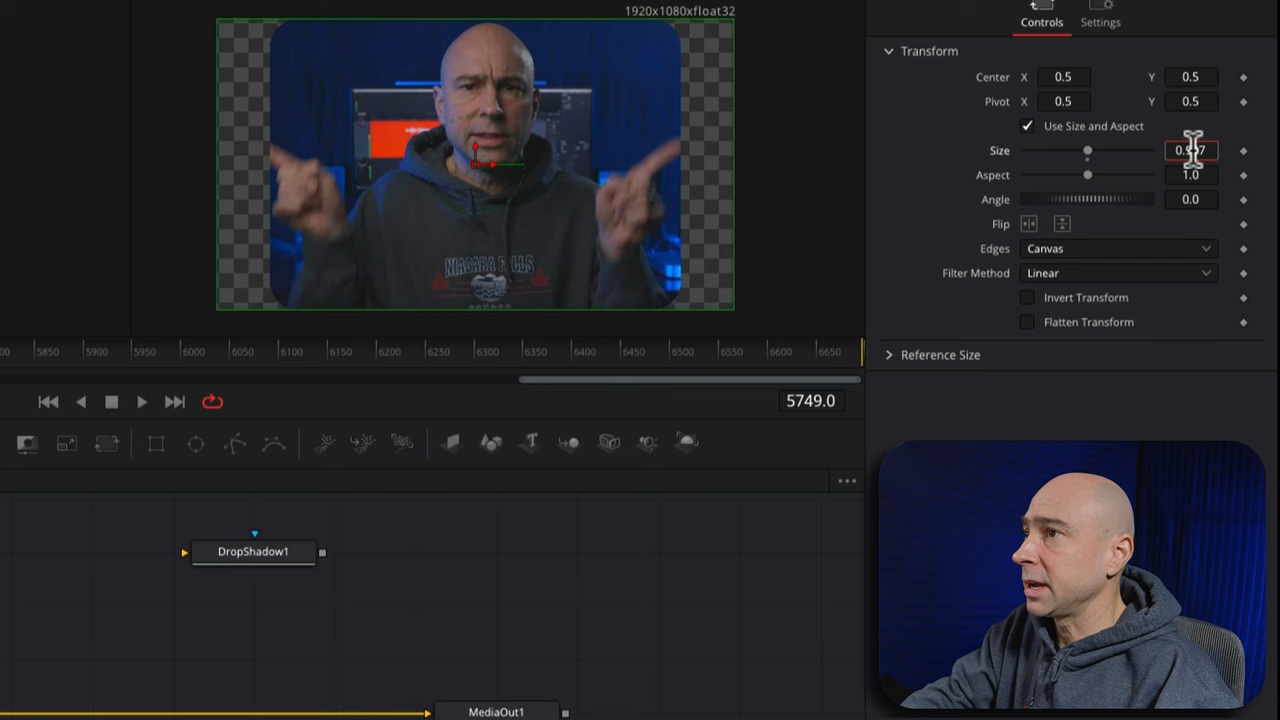 1920x1080xfloat32
Controls Settings
Transform
Center X 0.5 Y 0.5
Pivot X 0.5 Y 0.5
Use Size and Aspect
Size
Aspect 1.0
Angle 0.0
Flip
Edges Canvas
Filter Method Linear
Invert Transform
Flatten Transform
Reference Size
NIAGARA FALLS
5850 5900 5950 6000 6050 6100 6150 6200 6250 6300 6350 6400 6450 6500 6550 6600 6650
5749.0
DropShadow1
MediaOut1